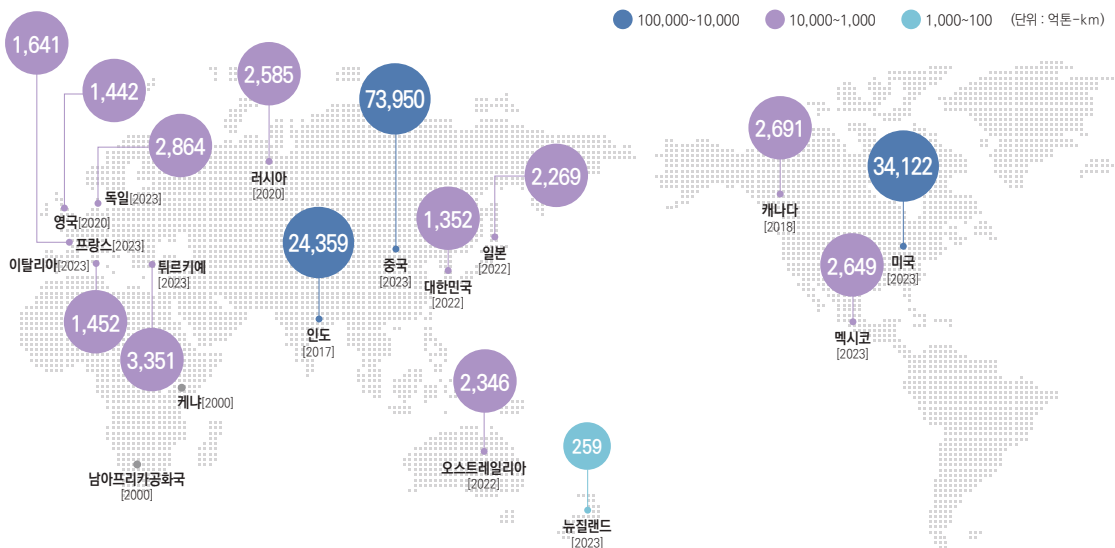 100,000~10,000 10,000~1,000 1,000~100 (단위 : 억톤-km)
1,641
1,442
2,864
독일[2023]
영국[2020]
프랑스[2023]
이탈리아[2023]
튀르키예
[2023]
1,452
3,351
케냐[2000]
남아프리카공화국
[2000]
2,585
러시아
[2020]
73,950
중국
[2023]
24,359
인도
[2017]
1,352
대한민국
[2022]
2,269
일본
[2022]
2,346
오스트레일리아
[2022]
259
뉴질랜드
[2023]
2,691
캐나다
[2018]
34,122
미국
[2023]
2,649
멕시코
[2023]